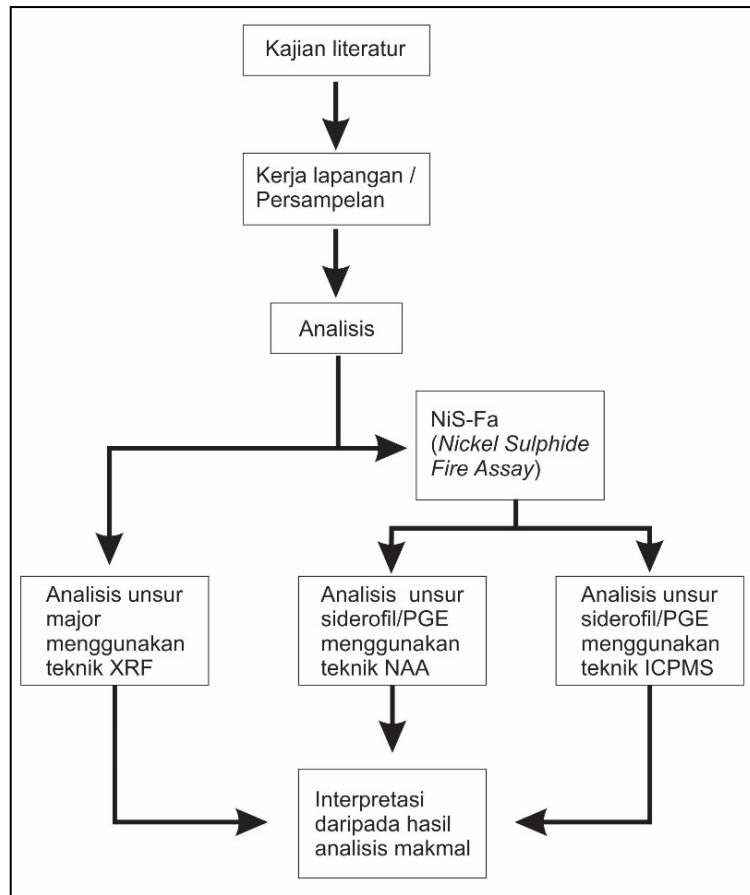 Kajian literatur
Kerja lapangan /
Persampelan
Analisis
NiS-Fa
(Nickel Sulphide
Fire Assay)
Analisis unsur
major
menggunakan
teknik XRF
Analisis unsur
siderofil/PGE
menggunakan
teknik NAA
Analisis unsur
siderofil/PGE
menggunakan
teknik ICPMS
Interpretasi
daripada hasil
analisis makmal